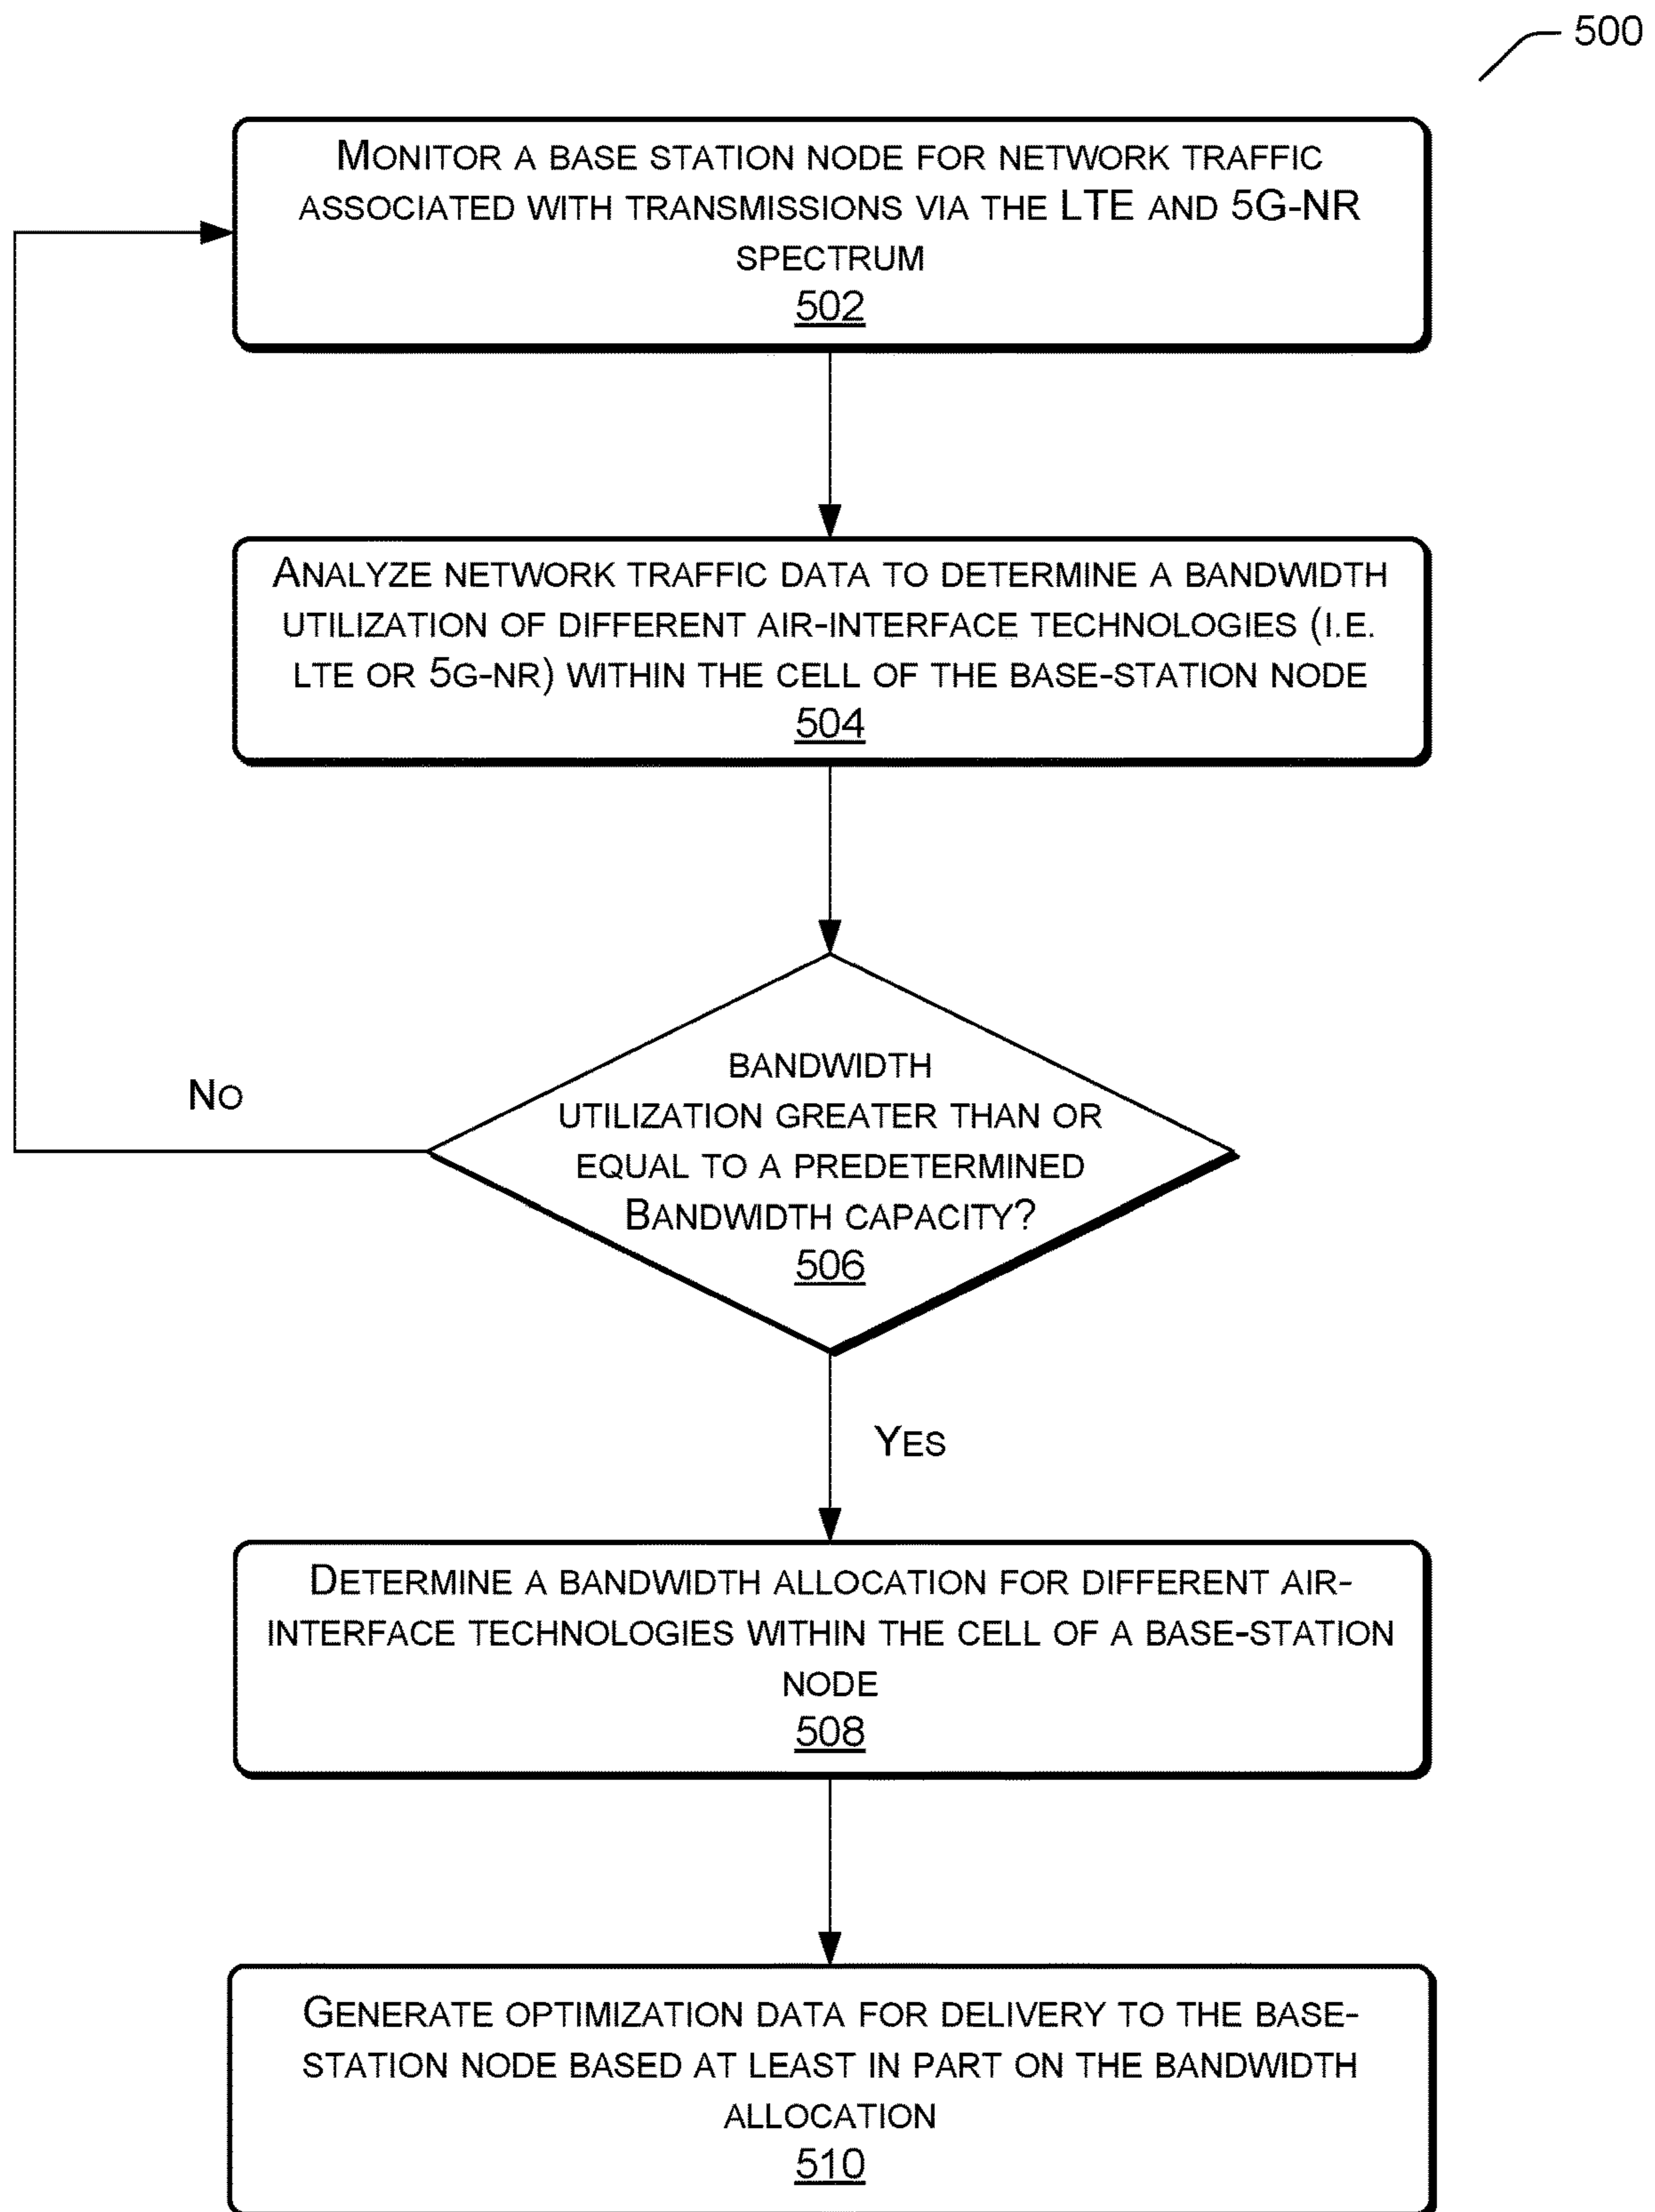 500
MONITOR A BASE STATION NODE FOR NETWORK TRAFFIC
ASSOCIATED WITH TRANSMISSIONS VIA THE LTE AND 5G-NR
SPECTRUM
502
ANALYZE NETWORK TRAFFIC DATA TO DETERMINE A BANDWIDTH
UTILIZATION OF DIFFERENT AIR-INTERFACE TECHNOLOGIES (I.E.
LTE OR 5G-NR) WITHIN THE CELL OF THE BASE-STATION NODE
504
BANDWIDTH
UTILIZATION GREATER THAN OR
EQUAL TO A PREDETERMINED
BANDWIDTH CAPACITY?
506
NO
YES
DETERMINE A BANDWIDTH ALLOCATION FOR DIFFERENT AIR-
INTERFACE TECHNOLOGIES WITHIN THE CELL OF A BASE-STATION
NODE
508
GENERATE OPTIMIZATION DATA FOR DELIVERY TO THE BASE-
STATION NODE BASED AT LEAST IN PART ON THE BANDWIDTH
ALLOCATION
510